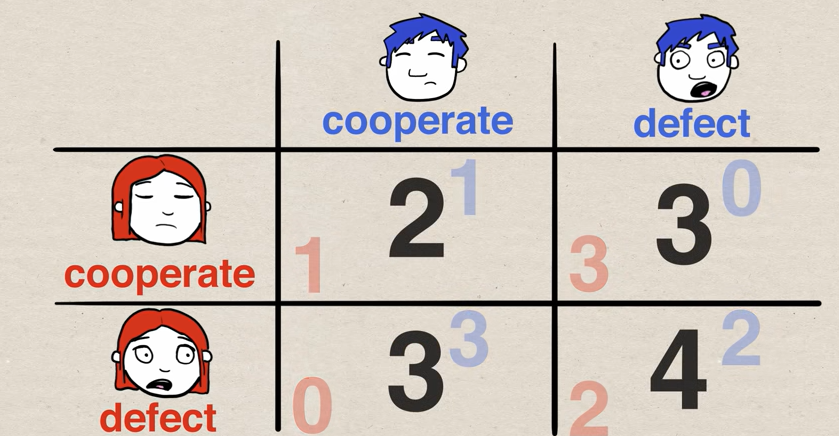 cooperate defect
cooperate 1 2 1 3 3 0
defect 0 3 3 2 4 2